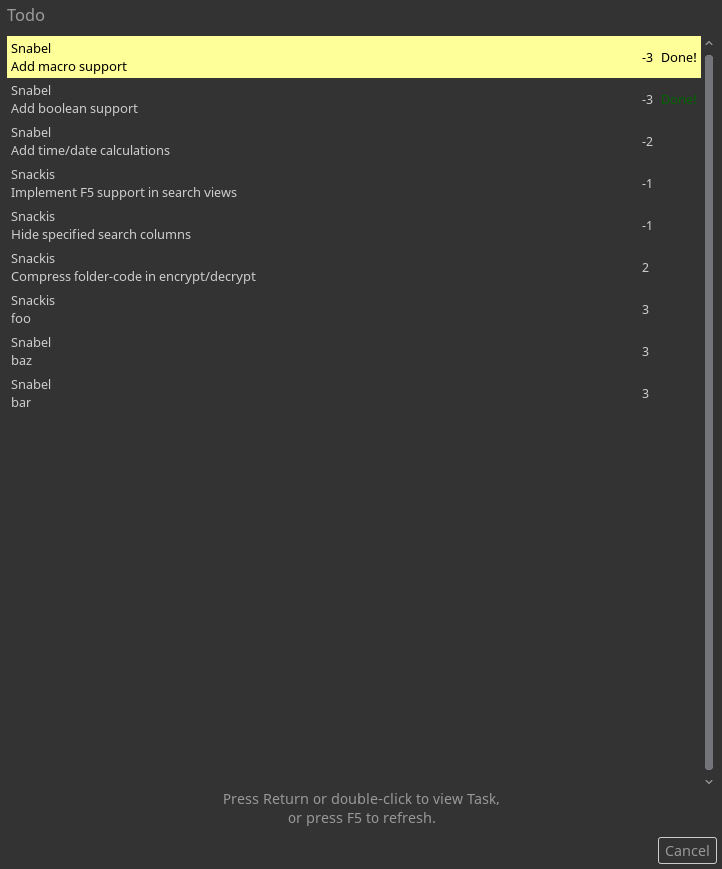 Todo
Snabel
Add macro support
-3 Done!
Snabel
Add boolean support
-3 Done!
Snabel
Add time/date calculations
-2
Snackis
Implement F5 support in search views
-1
Snackis
Hide specified search columns
-1
Snackis
Compress folder-code in encrypt/decrypt
2
Snackis
foo
3
Snabel
baz
3
Snabel
bar
3
Press Return or double-click to view Task,
or press F5 to refresh.
Cancel